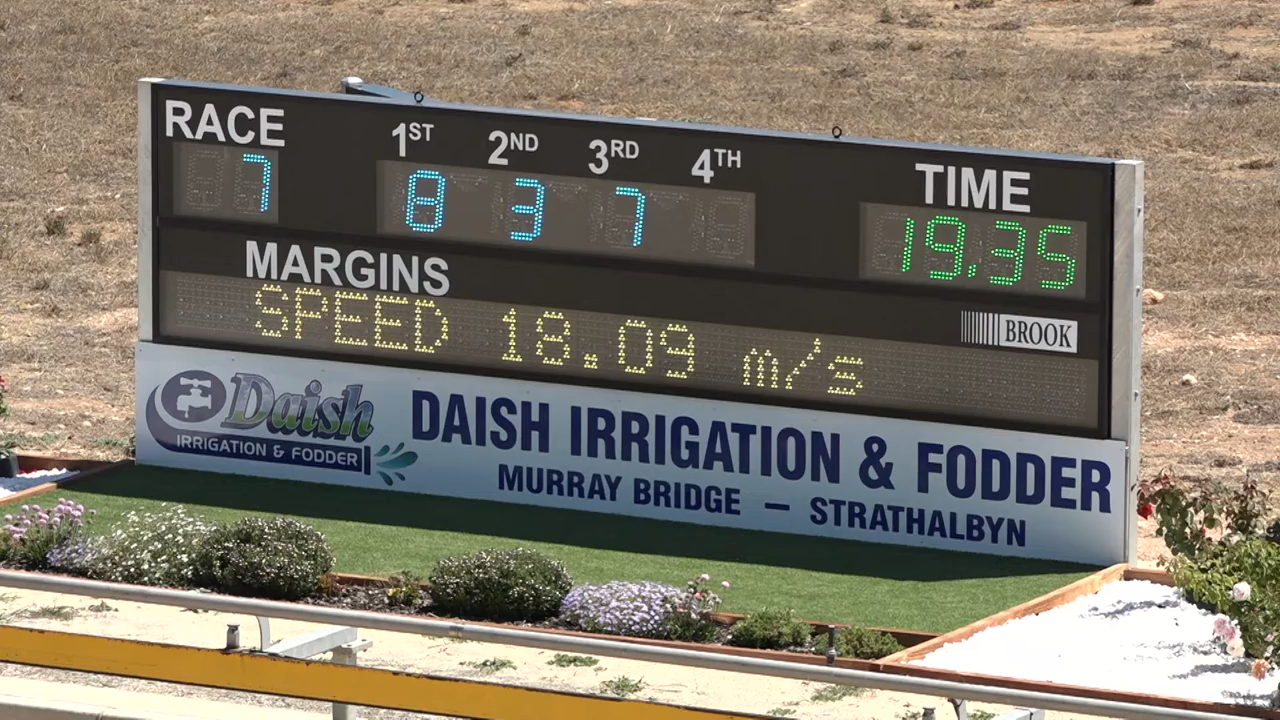 RACE 1ST 2ND 3RD 4TH TIME
7 8 3 7 19.35
MARGINS
SPEED 18.09 m/s
BROOK
Daish
IRRIGATION & FODDER
DAISH IRRIGATION & FODDER
MURRAY BRIDGE – STRATHALBYN